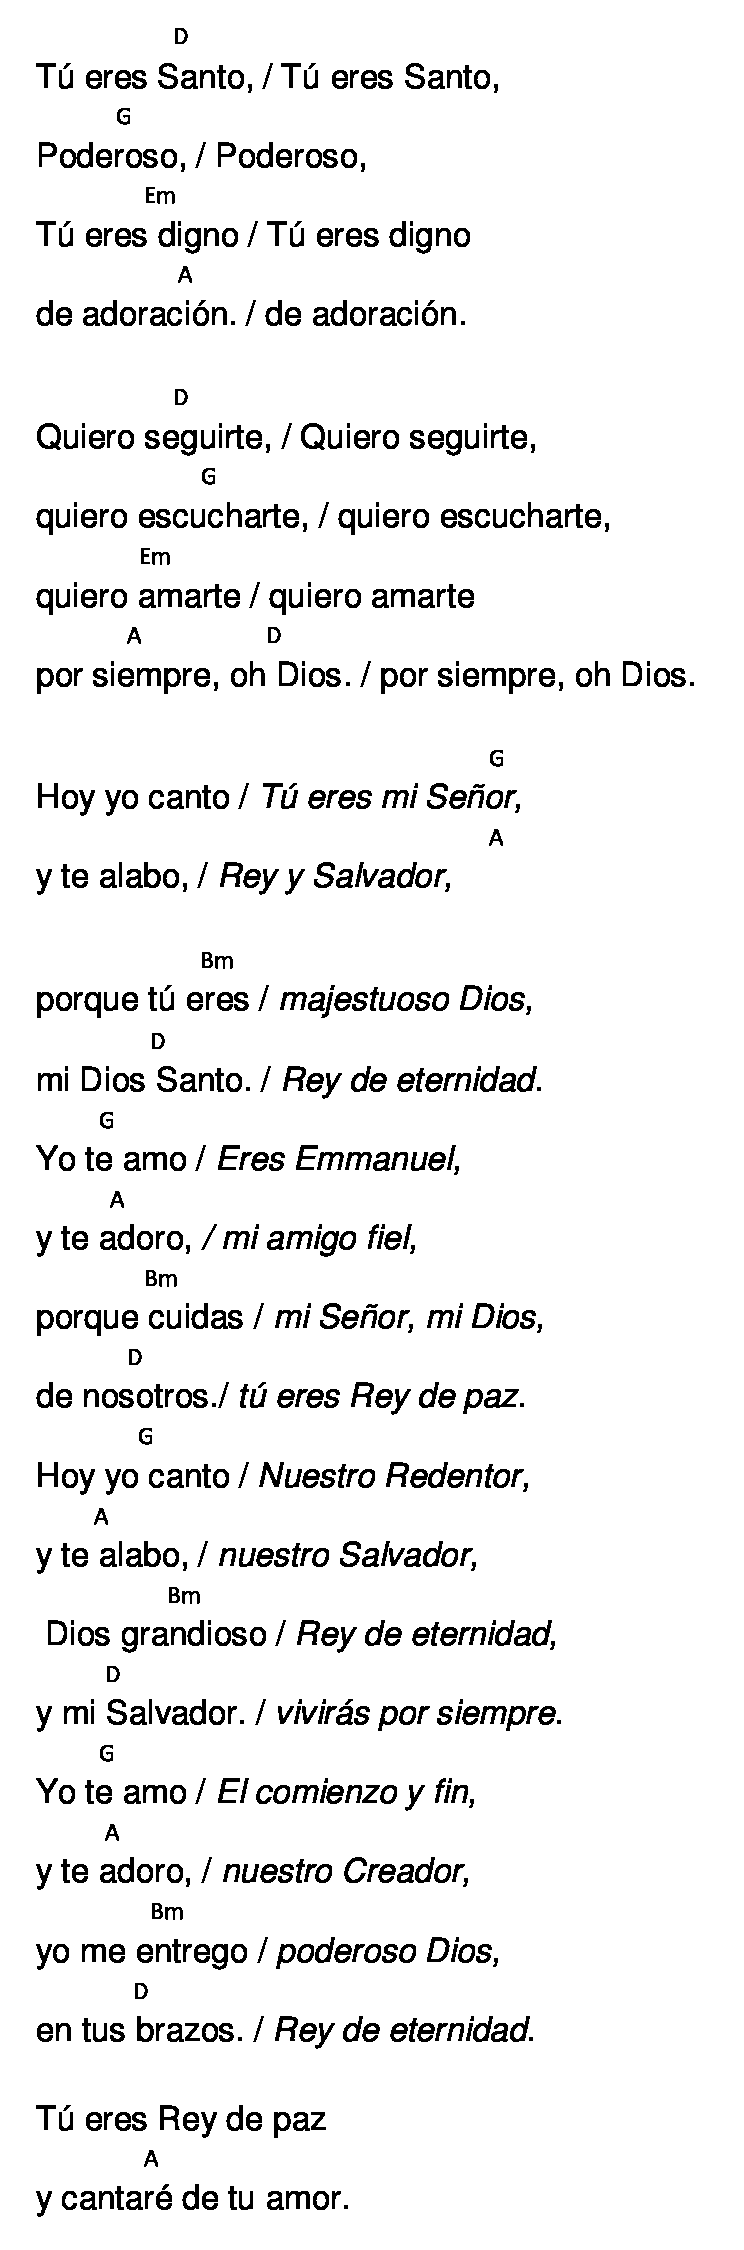 D
Tú eres Santo, / Tú eres Santo,
G
Poderoso, / Poderoso,
Em
Tú eres digno / Tú eres digno
A
de adoración. / de adoración.
D
Quiero seguirte, / Quiero seguirte,
G
quiero escucharte, / quiero escucharte,
Em
quiero amarte / quiero amarte
A D
por siempre, oh Dios. / por siempre, oh Dios.
G
Hoy yo canto / Tú eres mi Señor,
A
y te alabo, / Rey y Salvador,
Bm
porque tú eres / majestuoso Dios,
D
mi Dios Santo. / Rey de eternidad.
G
Yo te amo / Eres Emmanuel,
A
y te adoro, / mi amigo fiel,
Bm
porque cuidas / mi Señor, mi Dios,
D
de nosotros./ tú eres Rey de paz.
G
Hoy yo canto / Nuestro Redentor,
A
y te alabo, / nuestro Salvador,
Bm
Dios grandioso / Rey de eternidad,
D
y mi Salvador. / vivirás por siempre.
G
Yo te amo / El comienzo y fin,
A
y te adoro, / nuestro Creador,
Bm
yo me entrego / poderoso Dios,
D
en tus brazos. / Rey de eternidad.
Tú eres Rey de paz
A
y cantaré de tu amor.